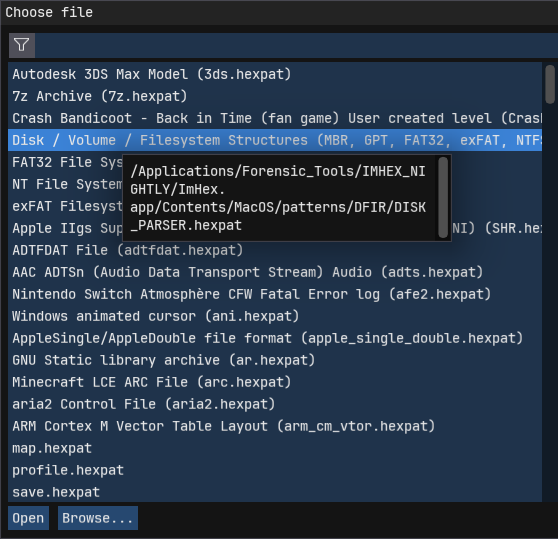 Choose file
Autodesk 3DS Max Model (3ds.hexpat)
7z Archive (7z.hexpat)
Crash Bandicoot - Back in Time (fan game) User created level (Crash
Disk / Volume / Filesystem Structures (MBR, GPT, FAT32, exFAT, NTFS
FAT32 File Sys
/Applications/Forensic_Tools/IMHEX_NI
NT File System
GHTLY/ImHex.
exFAT Filesyst
app/Contents/MacOS/patterns/DFIR/DISK
Apple IIgs Sup
_PARSER.hexpat
NI) (SHR.hex
ADTFDAT File (adtfdat.hexpat)
AAC ADTSn (Audio Data Transport Stream) Audio (adts.hexpat)
Nintendo Switch Atmosphère CFW Fatal Error log (afe2.hexpat)
Windows animated cursor (ani.hexpat)
AppleSingle/AppleDouble file format (apple_single_double.hexpat)
GNU Static library archive (ar.hexpat)
Minecraft LCE ARC File (arc.hexpat)
aria2 Control File (aria2.hexpat)
ARM Cortex M Vector Table Layout (arm_cm_vtor.hexpat)
map.hexpat
profile.hexpat
save.hexpat
Open Browse...